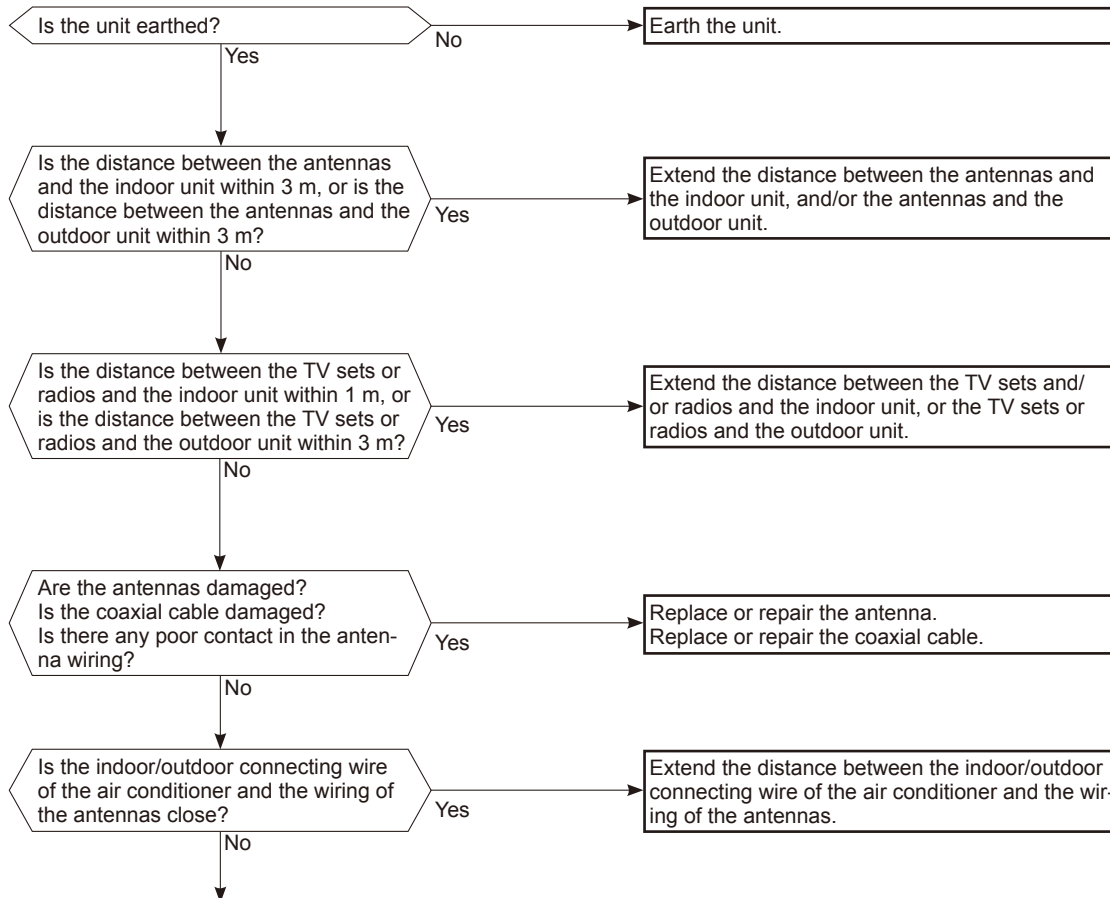 Is the unit earthed?
No
Earth the unit.
Yes
Is the distance between the antennas
and the indoor unit within 3 m, or is the
distance between the antennas and the
outdoor unit within 3 m?
Yes
Extend the distance between the antennas and
the indoor unit, and/or the antennas and the
outdoor unit.
No
Is the distance between the TV sets or
radios and the indoor unit within 1 m, or
is the distance between the TV sets or
radios and the outdoor unit within 3 m?
Yes
Extend the distance between the TV sets and/
or radios and the indoor unit, or the TV sets or
radios and the outdoor unit.
No
Are the antennas damaged?
Is the coaxial cable damaged?
Is there any poor contact in the anten-
na wiring?
Yes
Replace or repair the antenna.
Replace or repair the coaxial cable.
No
Is the indoor/outdoor connecting wire
of the air conditioner and the wiring of
the antennas close?
Yes
Extend the distance between the indoor/outdoor
connecting wire of the air conditioner and the wir-
ing of the antennas.
No